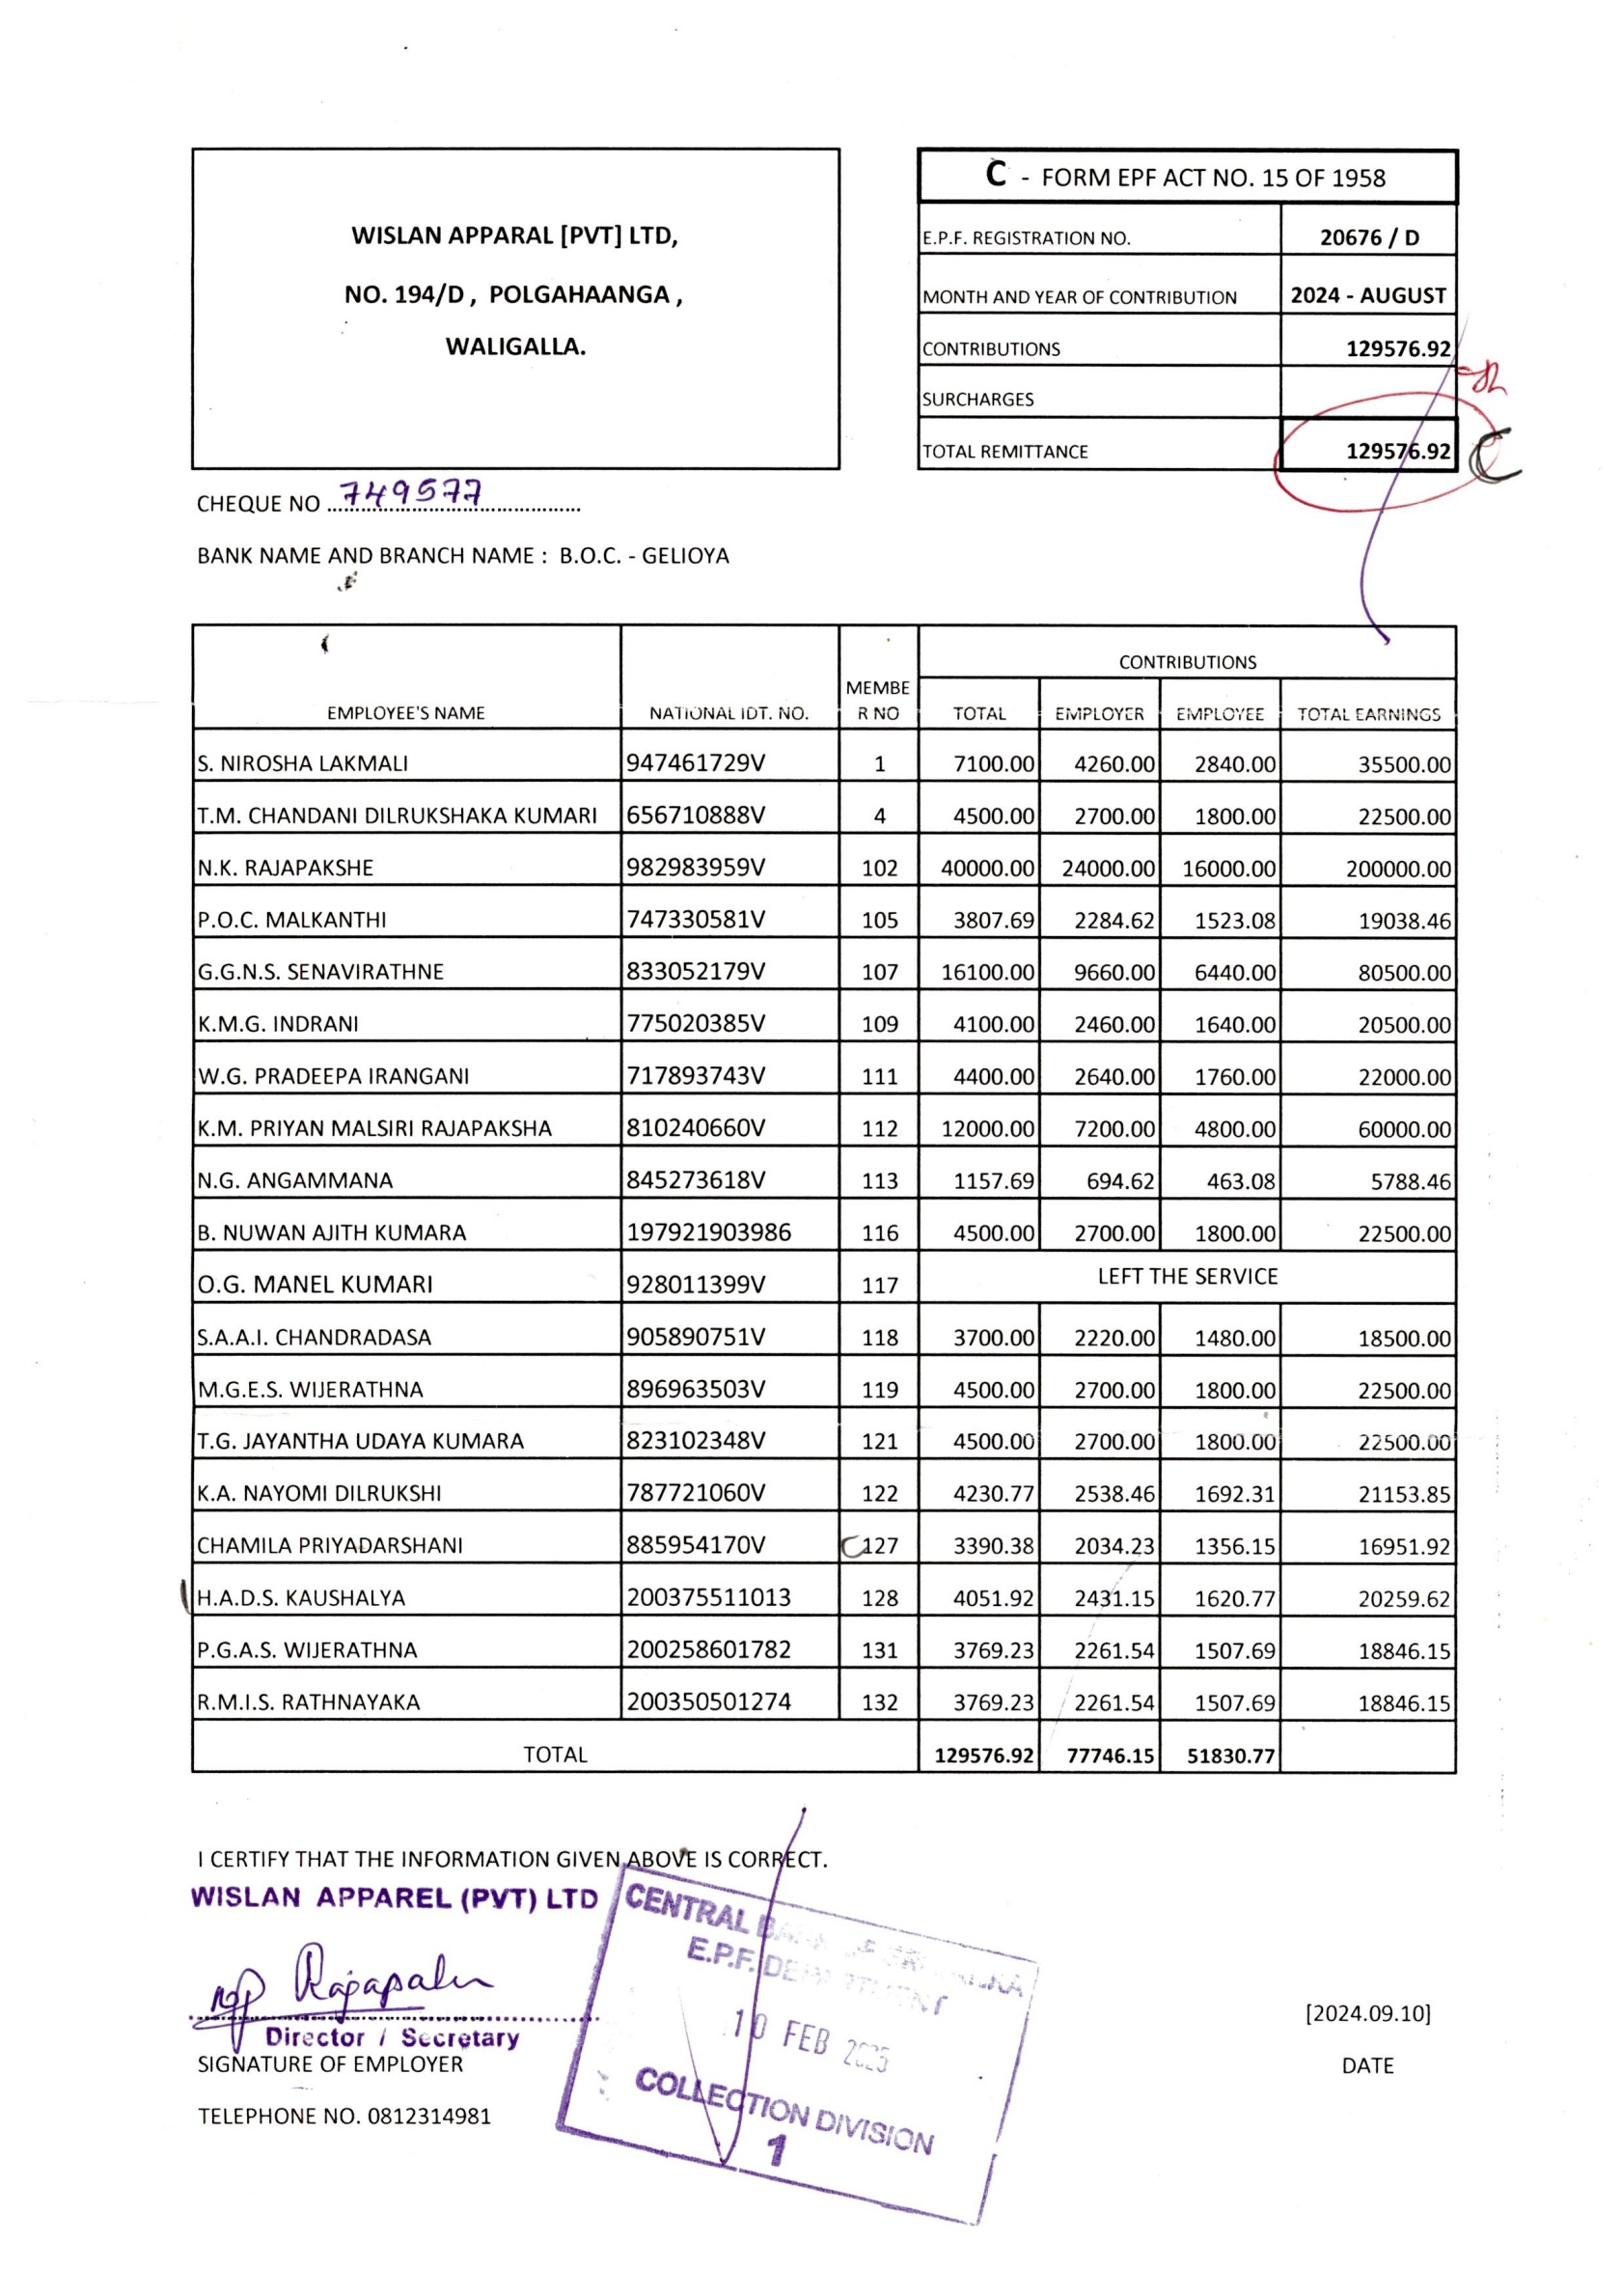 WISLAN APPARAL [PVT] LTD,
NO. 194/D , POLGAHAANGA ,
WALIGALLA.
C - FORM EPF ACT NO. 15 OF 1958
E.P.F. REGISTRATION NO. 20676 / D
MONTH AND YEAR OF CONTRIBUTION 2024 - AUGUST
CONTRIBUTIONS 129576.92
SURCHARGES
TOTAL REMITTANCE 129576.92
CHEQUE NO 749577
BANK NAME AND BRANCH NAME : B.O.C. - GELIOYA
CONTRIBUTIONS
EMPLOYEE'S NAME NATIONAL IDT. NO. MEMBE R NO TOTAL EMPLOYER EMPLOYEE TOTAL EARNINGS
S. NIROSHA LAKMALI 947461729V 1 7100.00 4260.00 2840.00 35500.00
T.M. CHANDANI DILRUKSHAKA KUMARI 656710888V 4 4500.00 2700.00 1800.00 22500.00
N.K. RAJAPAKSHE 982983959V 102 40000.00 24000.00 16000.00 200000.00
P.O.C. MALKANTHI 747330581V 105 3807.69 2284.62 1523.08 19038.46
G.G.N.S. SENAVIRATHNE 833052179V 107 16100.00 9660.00 6440.00 80500.00
K.M.G. INDRANI 775020385V 109 4100.00 2460.00 1640.00 20500.00
W.G. PRADEEPA IRANGANI 717893743V 111 4400.00 2640.00 1760.00 22000.00
K.M. PRIYAN MALSIRI RAJAPAKSHA 810240660V 112 12000.00 7200.00 4800.00 60000.00
N.G. ANGAMMANA 845273618V 113 1157.69 694.62 463.08 5788.46
B. NUWAN AJITH KUMARA 197921903986 116 4500.00 2700.00 1800.00 22500.00
O.G. MANEL KUMARI 928011399V 117 LEFT THE SERVICE
S.A.A.I. CHANDRADASA 905890751V 118 3700.00 2220.00 1480.00 18500.00
M.G.E.S. WIJERATHNA 896963503V 119 4500.00 2700.00 1800.00 22500.00
T.G. JAYANTHA UDAYA KUMARA 823102348V 121 4500.00 2700.00 1800.00 22500.00
K.A. NAYOMI DILRUKSHI 787721060V 122 4230.77 2538.46 1692.31 21153.85
CHAMILA PRIYADARSHANI 885954170V 127 3390.38 2034.23 1356.15 16951.92
H.A.D.S. KAUSHALYA 200375511013 128 4051.92 2431.15 1620.77 20259.62
P.G.A.S. WIJERATHNA 200258601782 131 3769.23 2261.54 1507.69 18846.15
R.M.I.S. RATHNAYAKA 200350501274 132 3769.23 2261.54 1507.69 18846.15
TOTAL 129576.92 77746.15 51830.77
I CERTIFY THAT THE INFORMATION GIVEN ABOVE IS CORRECT.
WISLAN APPAREL (PVT) LTD
Director / Secretary
SIGNATURE OF EMPLOYER
TELEPHONE NO. 0812314981
CENTRAL BANK OF SRI LANKA
E.P.F. DEPARTMENT
10 FEB 2025
COLLECTION DIVISION
1
[2024.09.10]
DATE